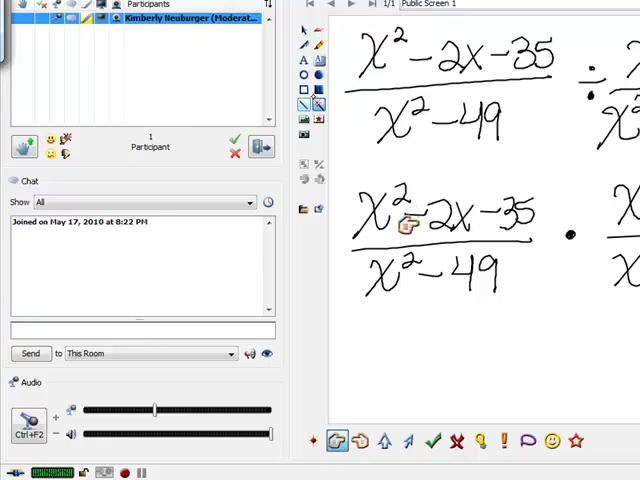 Participants
1/1 Public Screen 1
Kimberly Neuburger (Moderat...
1
Participant
Chat
Show All
Joined on May 17, 2010 at 8:22 PM
Send to This Room
Audio
Ctrl+F2
x² - 2x - 35 ÷
x² - 49 x²
x² - 2x - 35 •
x² - 49